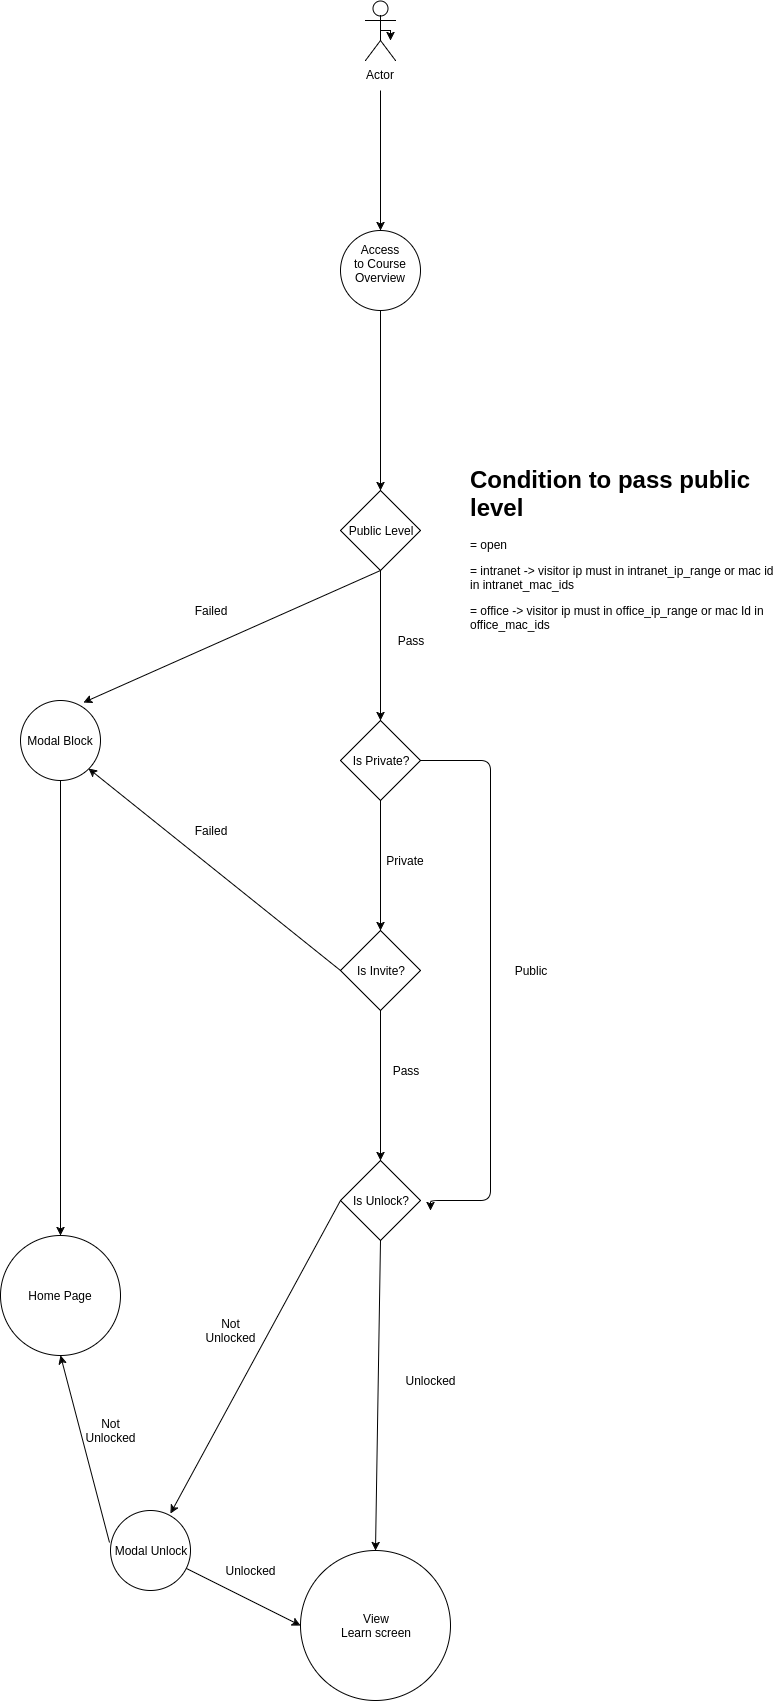 Actor
Access
to Course
Overview
Condition to pass public
level
= open
= intranet -> visitor ip must in intranet_ip_range or mac id
in intranet_mac_ids
= office -> visitor ip must in office_ip_range or mac Id in
office_mac_ids
Public Level
Failed
Pass
Modal Block
Is Private?
Failed
Private
Is Invite?
Public
Pass
Is Unlock?
Home Page
Not
Unlocked
Unlocked
Not
Unlocked
Modal Unlock
Unlocked
View
Learn screen